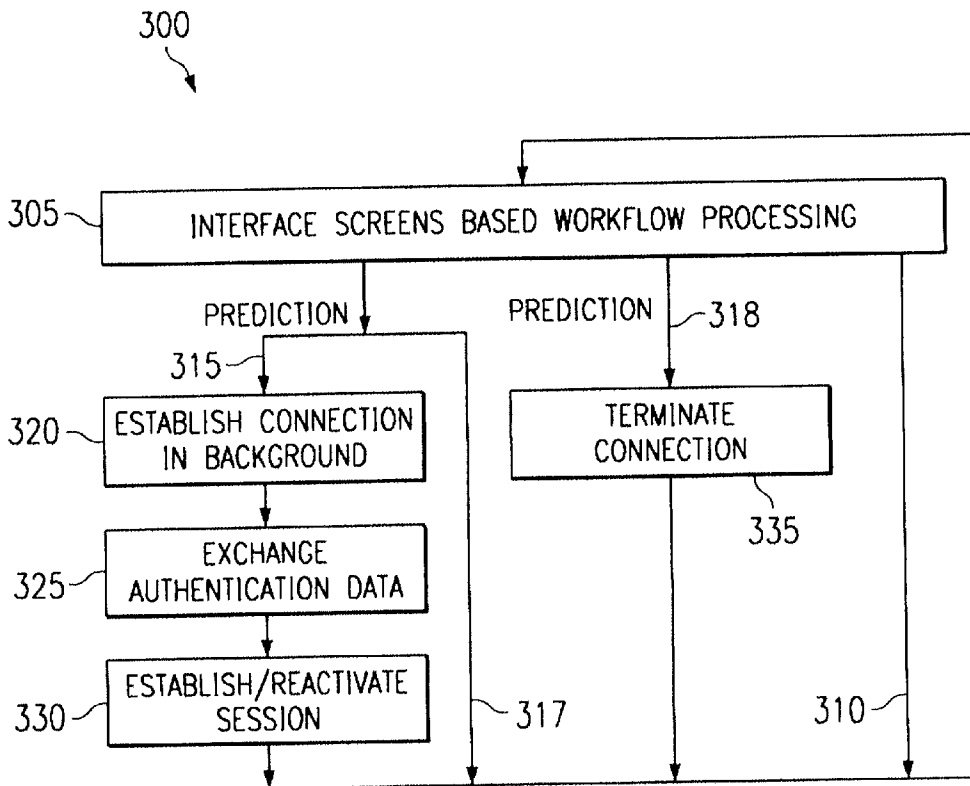 300
305
INTERFACE SCREENS BASED WORKFLOW PROCESSING
PREDICTION
PREDICTION
318
315
320
ESTABLISH CONNECTION
IN BACKGROUND
TERMINATE
CONNECTION
335
325
EXCHANGE
AUTHENTICATION DATA
330
ESTABLISH/REACTIVATE
SESSION
317
310